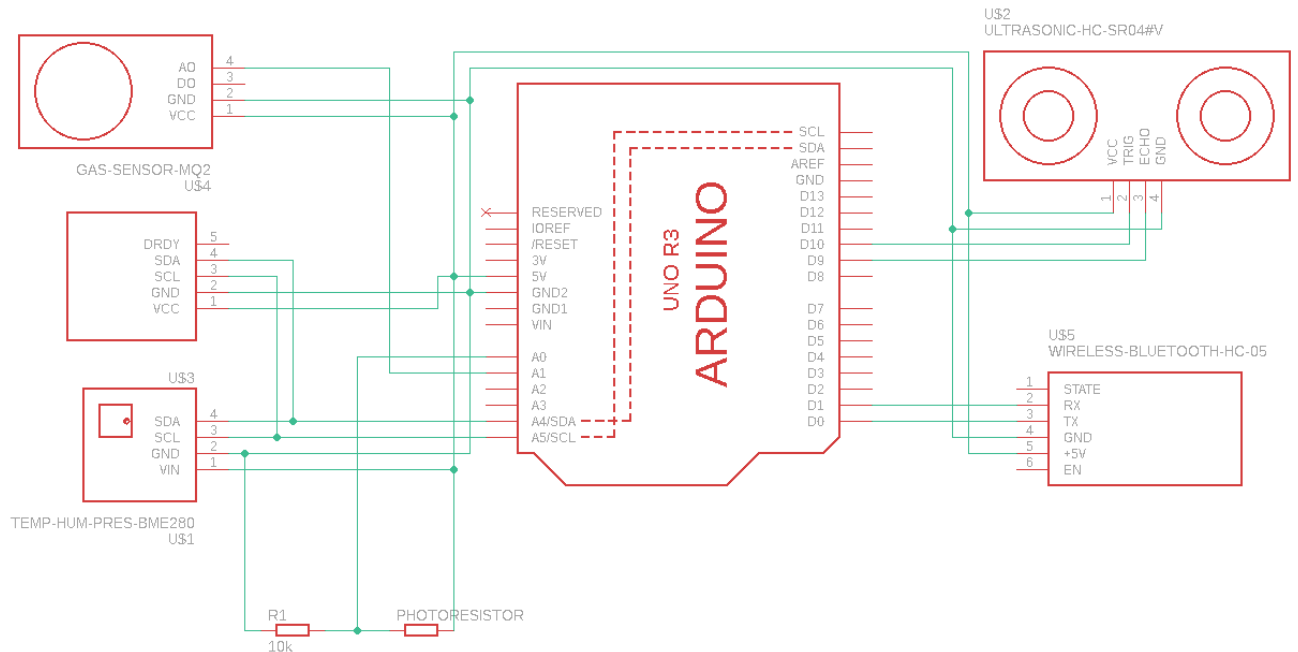 U$2
ULTRASONIC-HC-SR04#V
VCC
TRIG
ECHO
GND
1
2
3
4
AO 4
DO 3
GND 2
VCC 1
GAS-SENSOR-MQ2
U$4
DRDY 5
SDA 4
SCL 3
GND 2
VCC 1
U$3
SDA 4
SCL 3
GND 2
VIN 1
TEMP-HUM-PRES-BME280
U$1
RESERVED
IOREF
/RESET
3V
5V
GND2
GND1
VIN
A0
A1
A2
A3
A4/SDA
A5/SCL
UNO R3
ARDUINO
SCL
SDA
AREF
GND
D13
D12
D11
D10
D9
D8
D7
D6
D5
D4
D3
D2
D1
D0
U$5
WIRELESS-BLUETOOTH-HC-05
1 STATE
2 RX
3 TX
4 GND
5 +5V
6 EN
R1
10k
PHOTORESISTOR